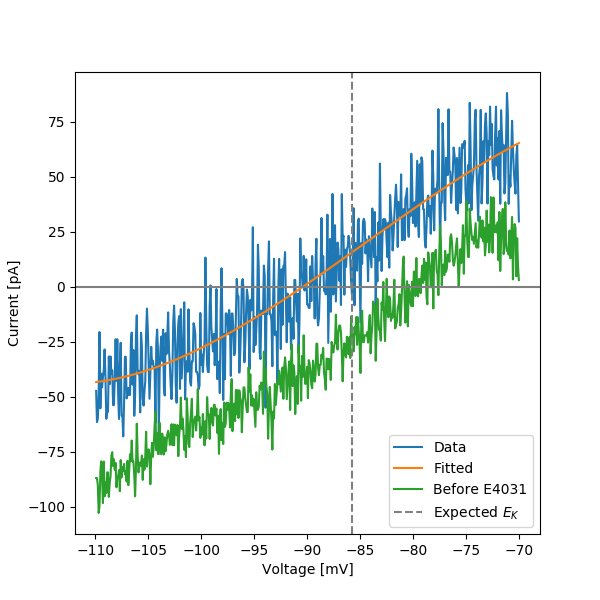 75
50
25
0
−25
−50
−75
−100
Current [pA]
Data
Fitted
Before E4031
Expected E_K
−110 −105 −100 −95 −90 −85 −80 −75 −70
Voltage [mV]